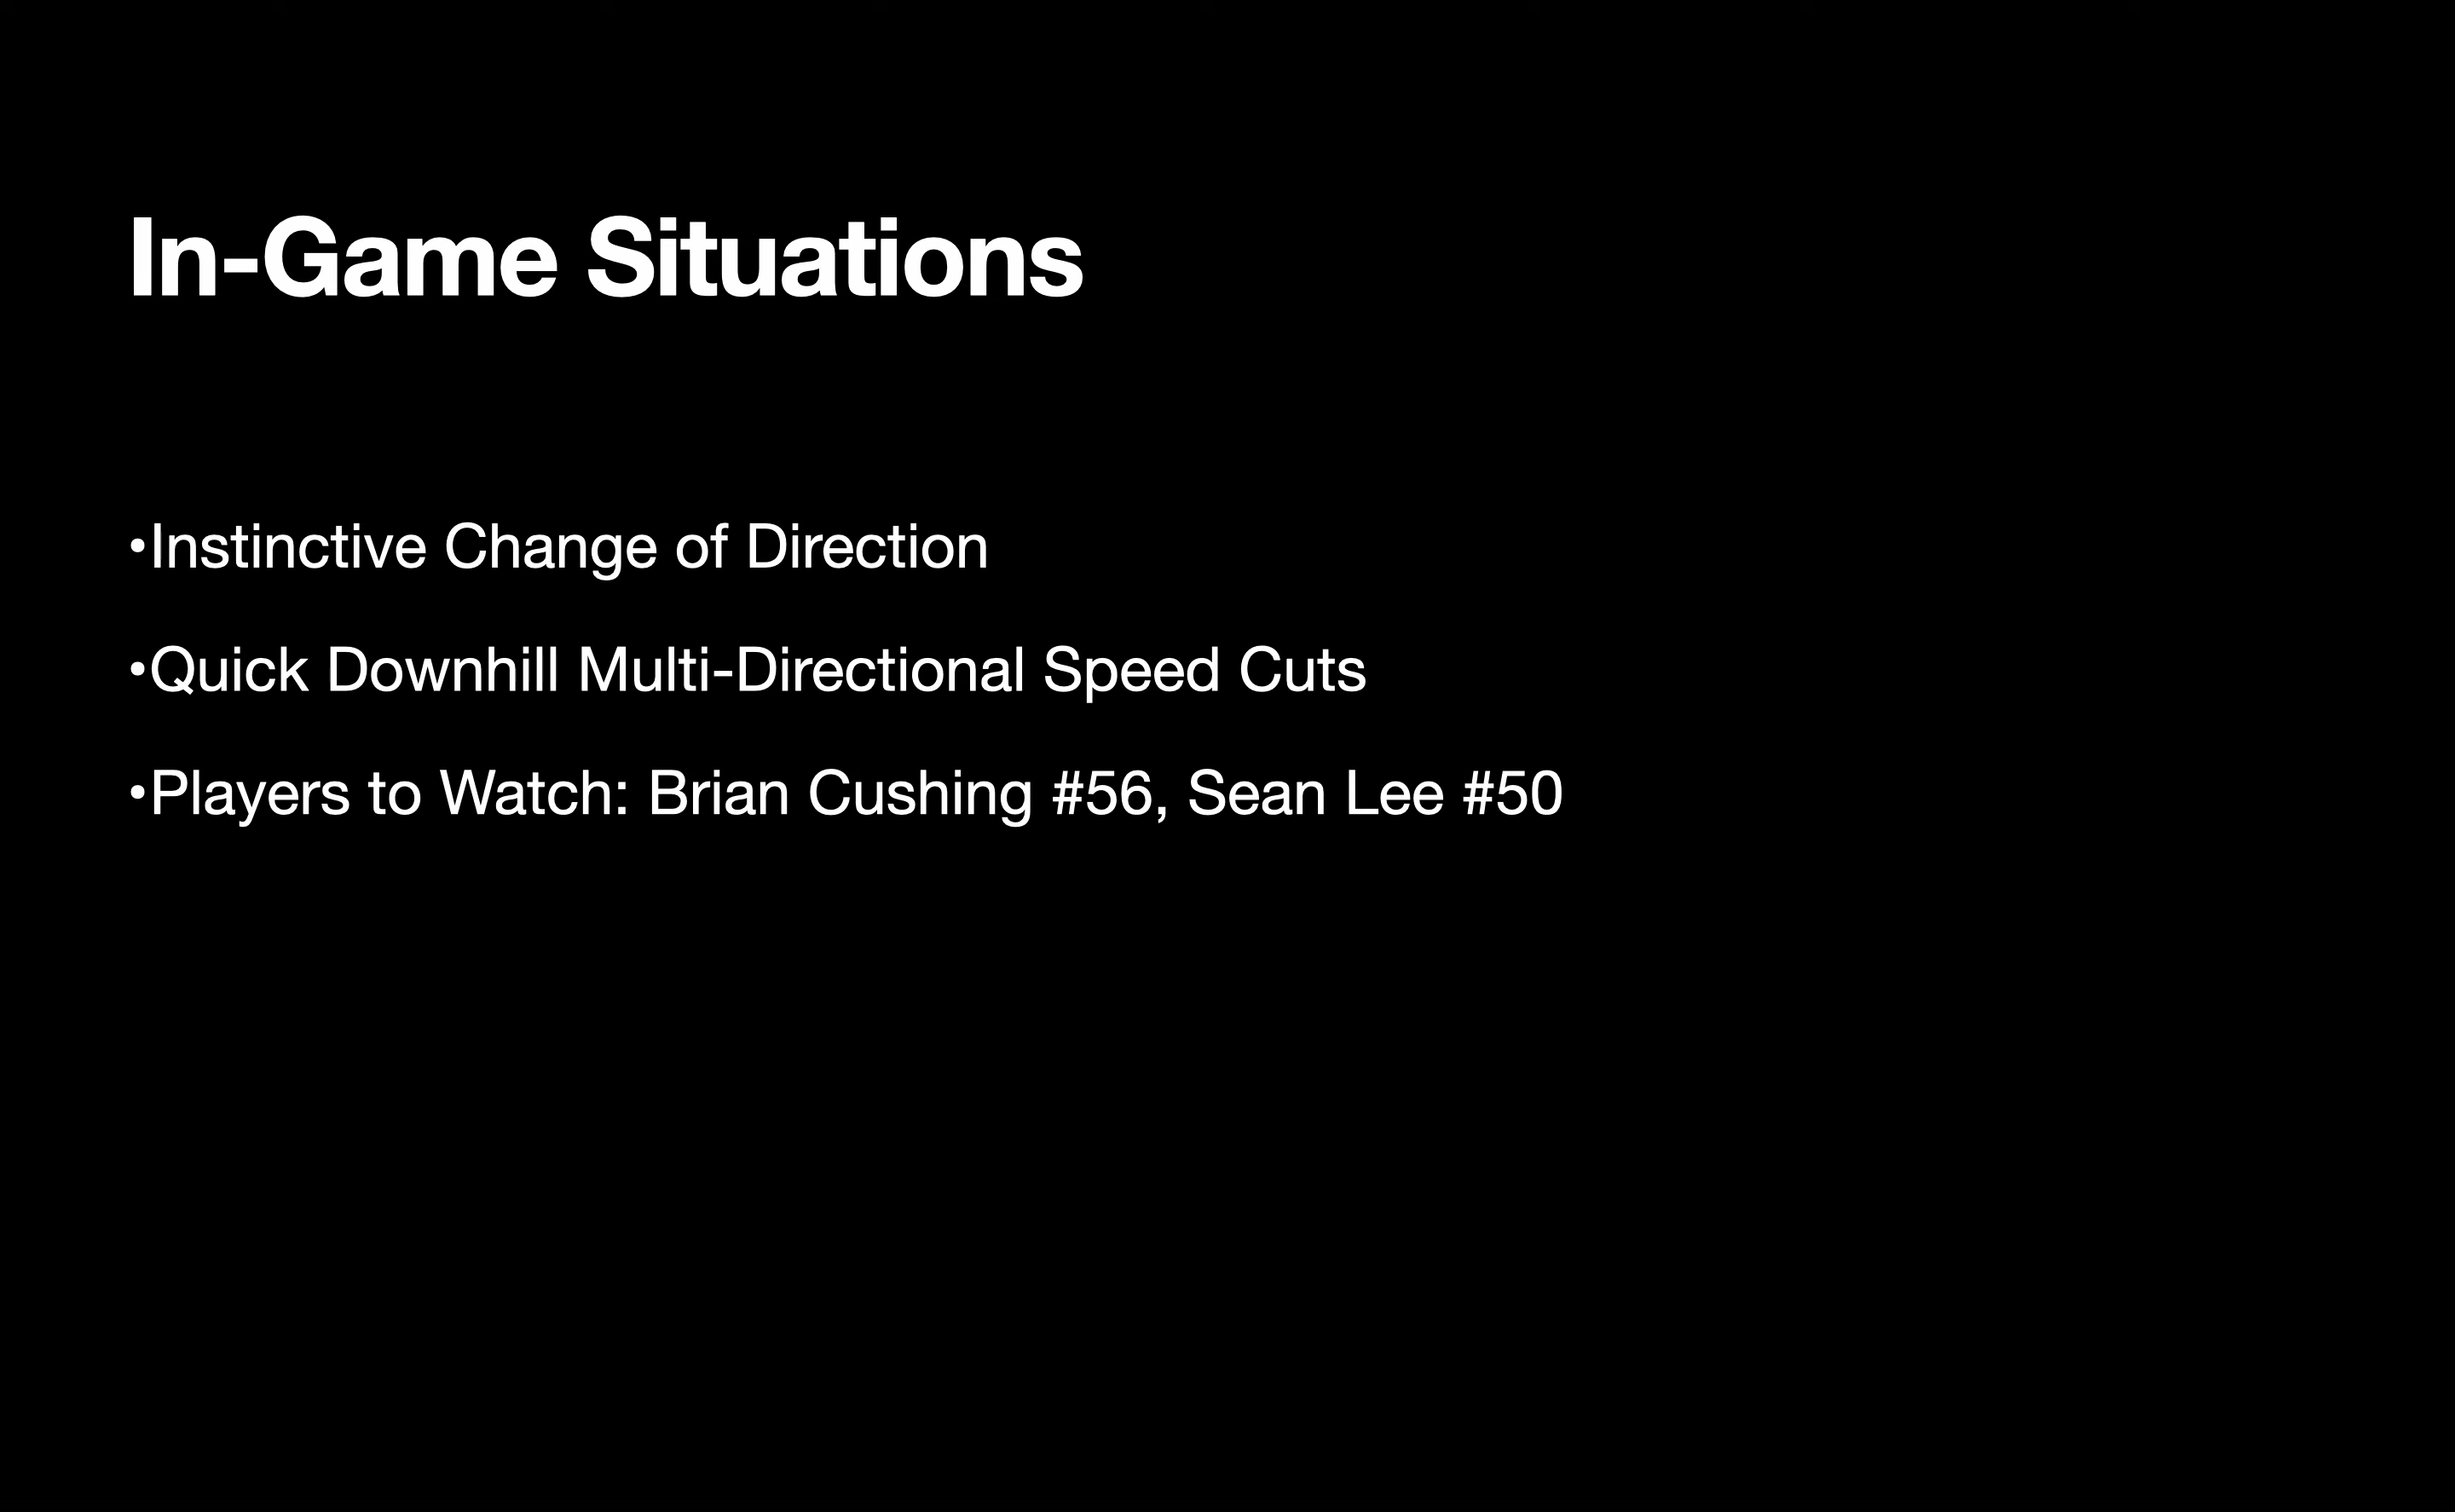 In-Game Situations
•Instinctive Change of Direction
•Quick Downhill Multi-Directional Speed Cuts
•Players to Watch: Brian Cushing #56, Sean Lee #50